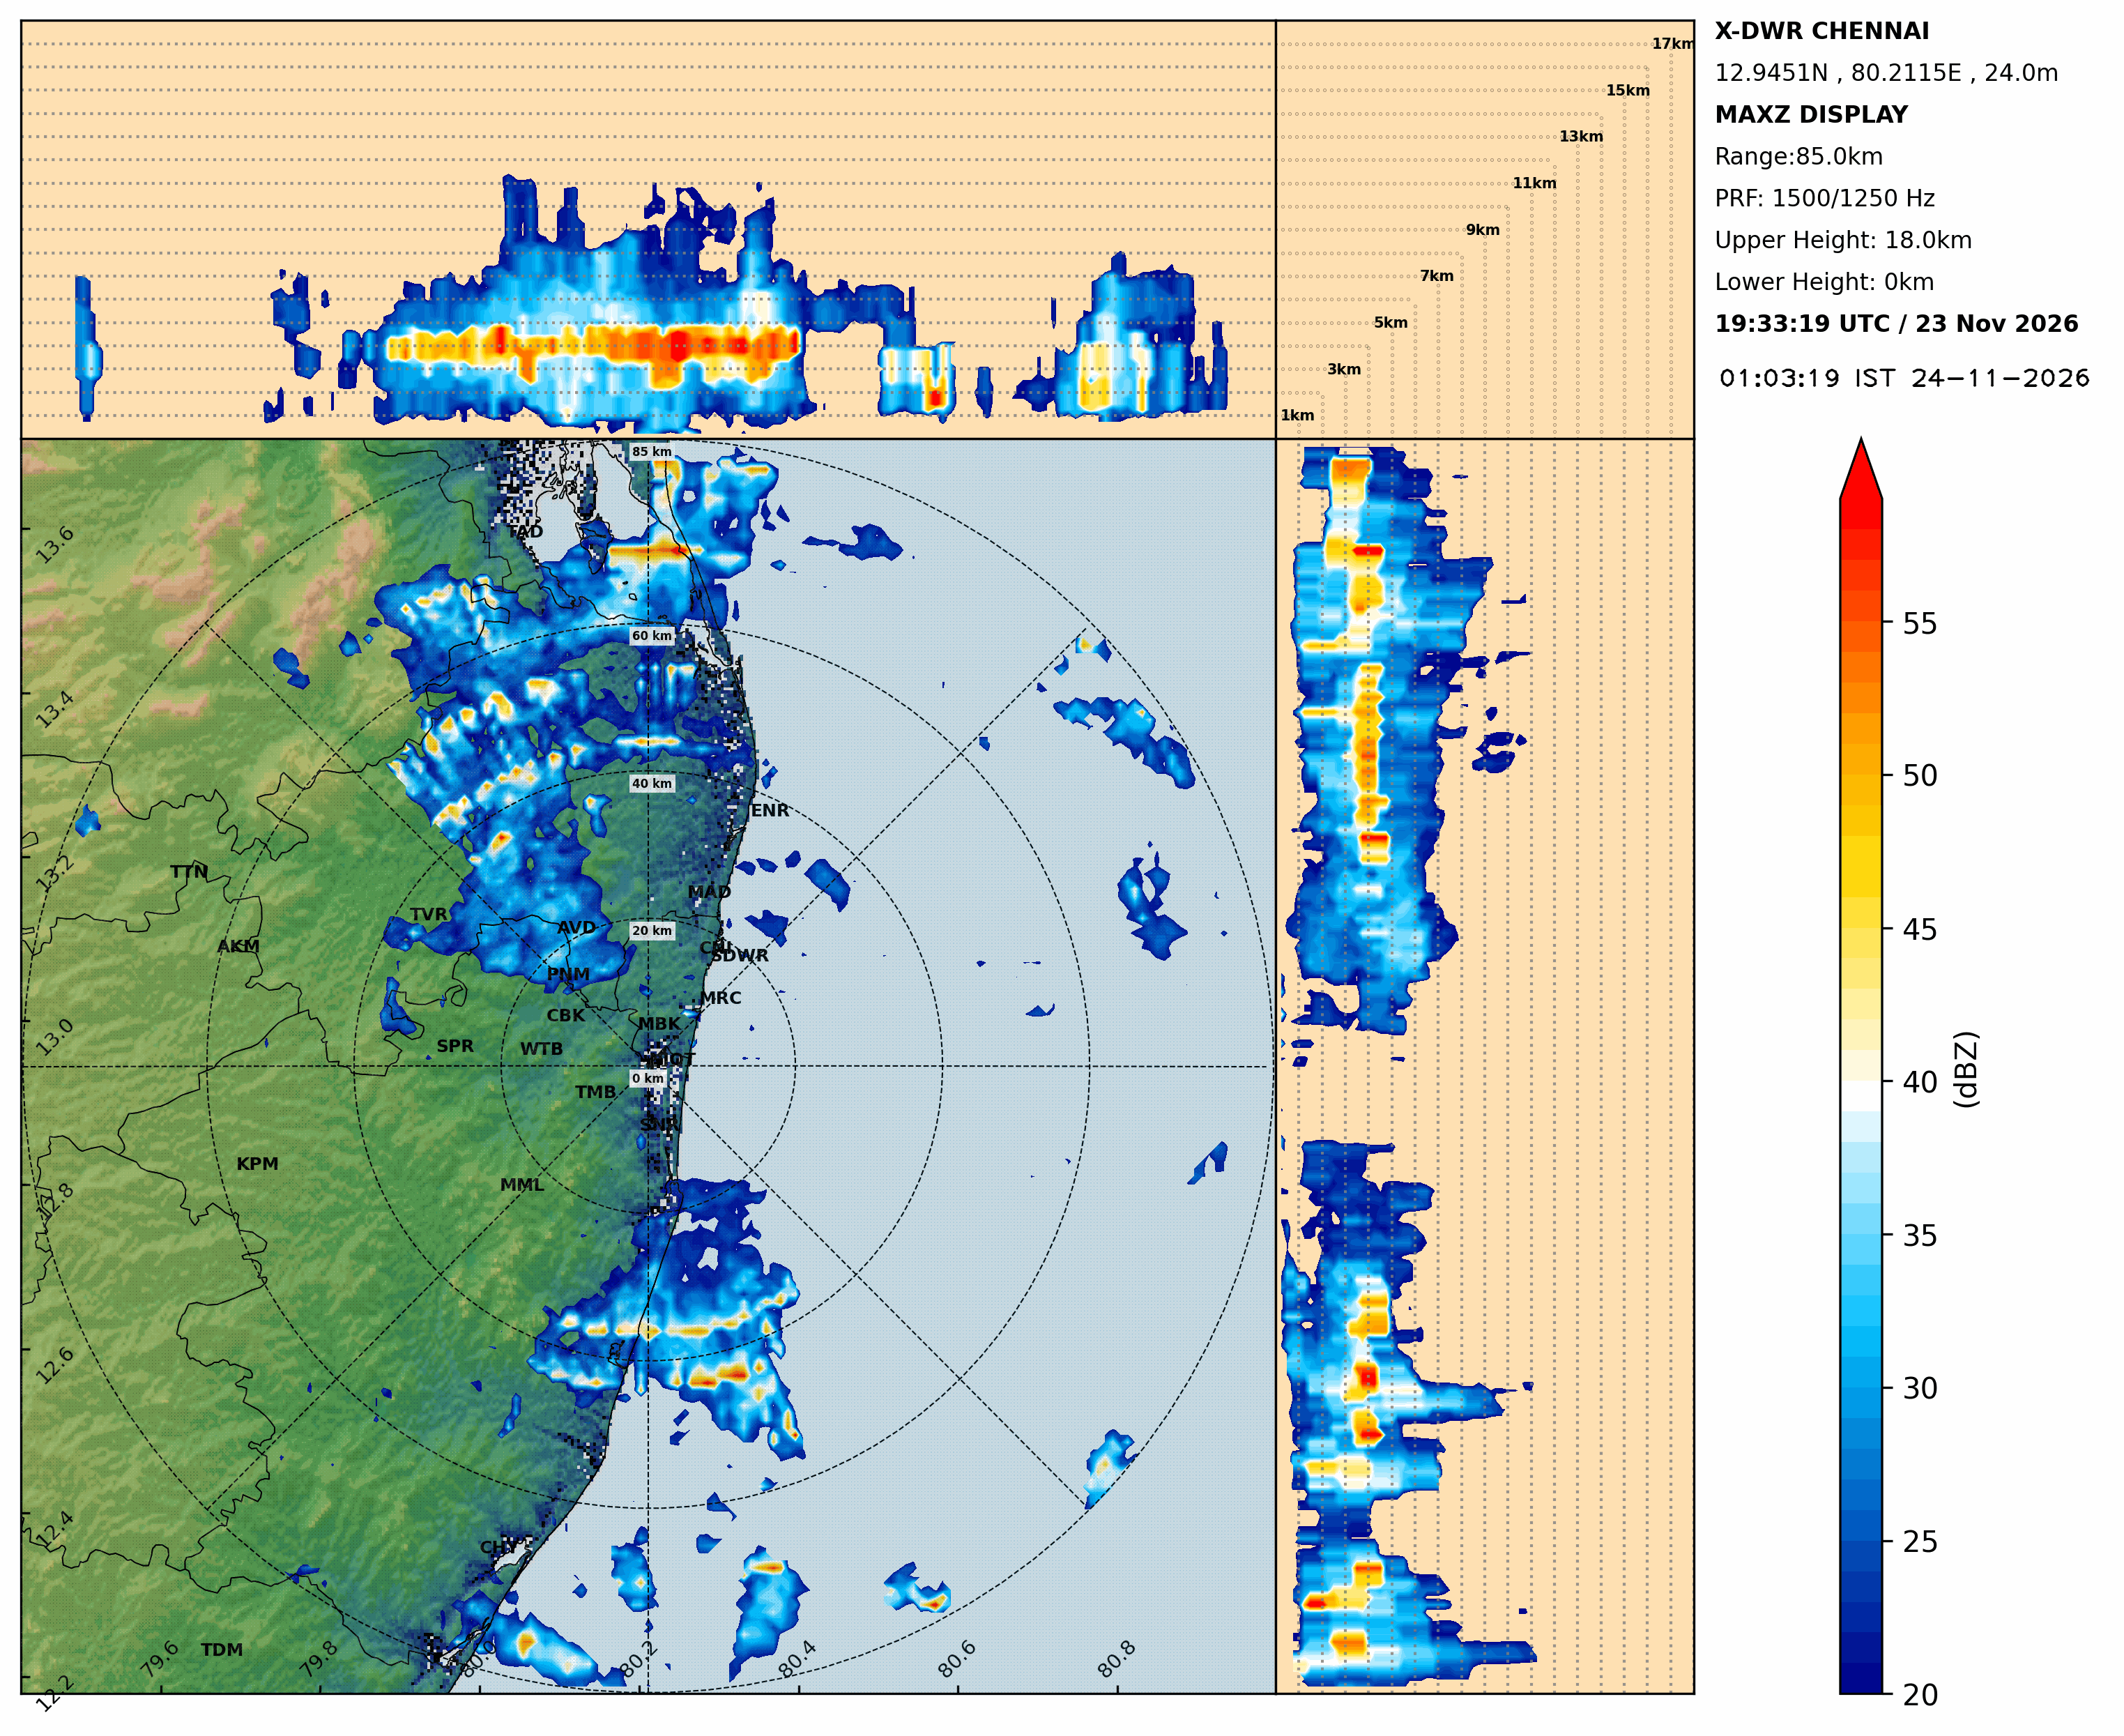 X-DWR CHENNAI
12.9451N , 80.2115E , 24.0m
MAXZ DISPLAY
Range:85.0km
PRF: 1500/1250 Hz
Upper Height: 18.0km
Lower Height: 0km
19:33:19 UTC / 23 Nov 2026
01:03:19 IST 24-11-2026
17km
15km
13km
11km
9km
7km
5km
3km
1km
85 km
TAD
13.6
60 km
13.4
40 km
ENR
13.2
TTN
MAD
TVR
AVD
20 km
AKM
SDWR
PNM
MRC
CBK
MBK
13.0
SPR
WTB
0 km
TMB
SNR
KPM
MML
12.8
12.6
12.4
CHY
TDM
12.2
79.6
79.8
80.0
80.2
80.4
80.6
80.8
55
50
45
40
35
30
25
20
(dBZ)